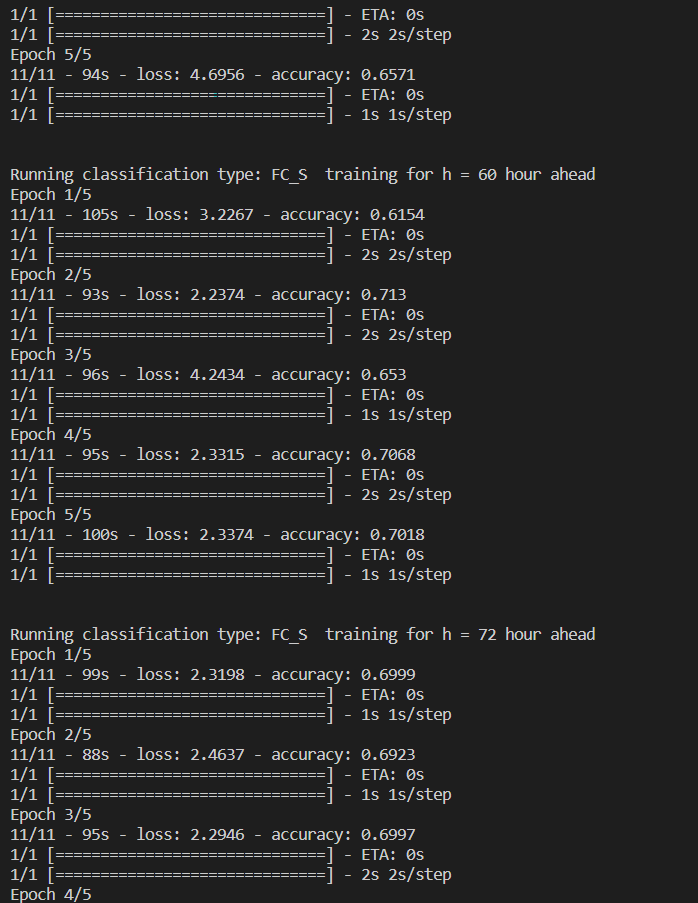 1/1 [==============================] - ETA: 0s
1/1 [==============================] - 2s 2s/step
Epoch 5/5
11/11 - 94s - loss: 4.6956 - accuracy: 0.6571
1/1 [==============================] - ETA: 0s
1/1 [==============================] - 1s 1s/step
Running classification type: FC_S  training for h = 60 hour ahead
Epoch 1/5
11/11 - 105s - loss: 3.2267 - accuracy: 0.6154
1/1 [==============================] - ETA: 0s
1/1 [==============================] - 2s 2s/step
Epoch 2/5
11/11 - 93s - loss: 2.2374 - accuracy: 0.713
1/1 [==============================] - ETA: 0s
1/1 [==============================] - 2s 2s/step
Epoch 3/5
11/11 - 96s - loss: 4.2434 - accuracy: 0.653
1/1 [==============================] - ETA: 0s
1/1 [==============================] - 1s 1s/step
Epoch 4/5
11/11 - 95s - loss: 2.3315 - accuracy: 0.7068
1/1 [==============================] - ETA: 0s
1/1 [==============================] - 2s 2s/step
Epoch 5/5
11/11 - 100s - loss: 2.3374 - accuracy: 0.7018
1/1 [==============================] - ETA: 0s
1/1 [==============================] - 1s 1s/step
Running classification type: FC_S  training for h = 72 hour ahead
Epoch 1/5
11/11 - 99s - loss: 2.3198 - accuracy: 0.6999
1/1 [==============================] - ETA: 0s
1/1 [==============================] - 1s 1s/step
Epoch 2/5
11/11 - 88s - loss: 2.4637 - accuracy: 0.6923
1/1 [==============================] - ETA: 0s
1/1 [==============================] - 1s 1s/step
Epoch 3/5
11/11 - 95s - loss: 2.2946 - accuracy: 0.6997
1/1 [==============================] - ETA: 0s
1/1 [==============================] - 2s 2s/step
Epoch 4/5